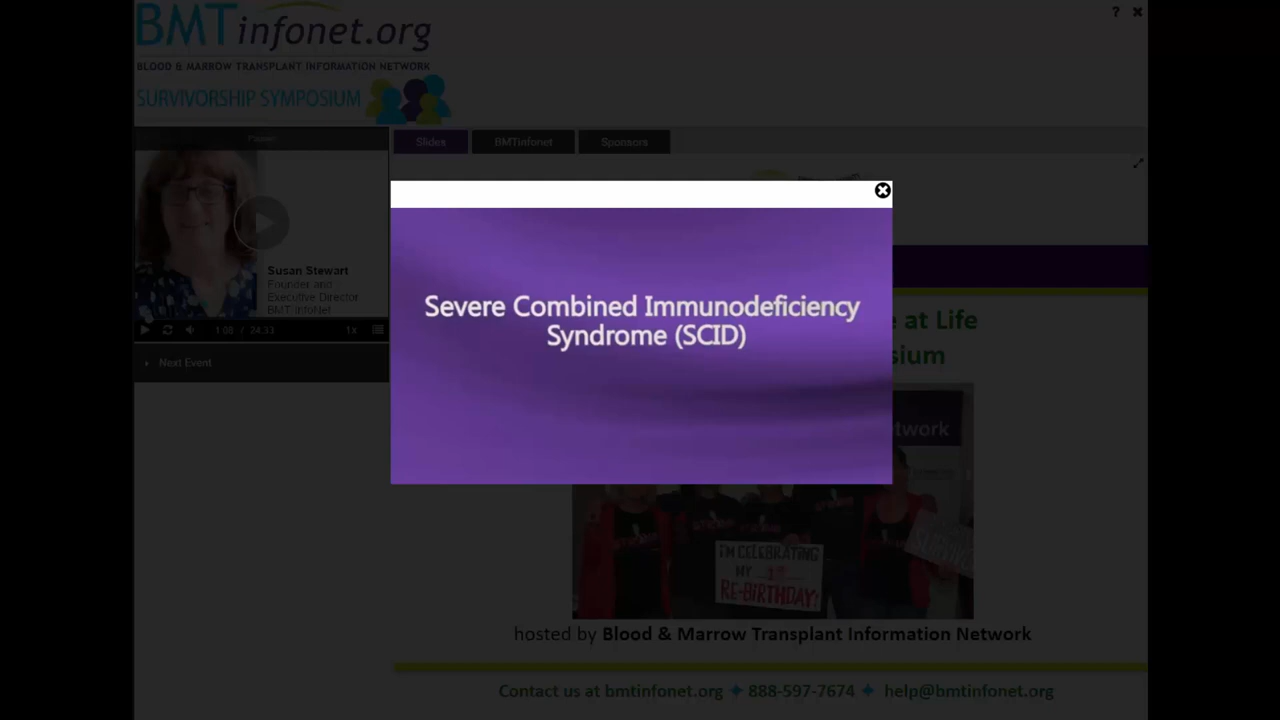 BMTinfonet.org
BLOOD & MARROW TRANSPLANT INFORMATION NETWORK
SURVIVORSHIP SYMPOSIUM
? ×
Slides BMTinfonet Sponsors
Susan Stewart
Founder and
Executive Director
BMT InfoNet
1:08 / 24:33 1x
Next Event
Severe Combined Immunodeficiency
Syndrome (SCID)
at Life
work
I'M CELEBRATING
MY 1st
RE-BIRTHDAY!
hosted by Blood & Marrow Transplant Information Network
Contact us at bmtinfonet.org 888-597-7674 help@bmtinfonet.org